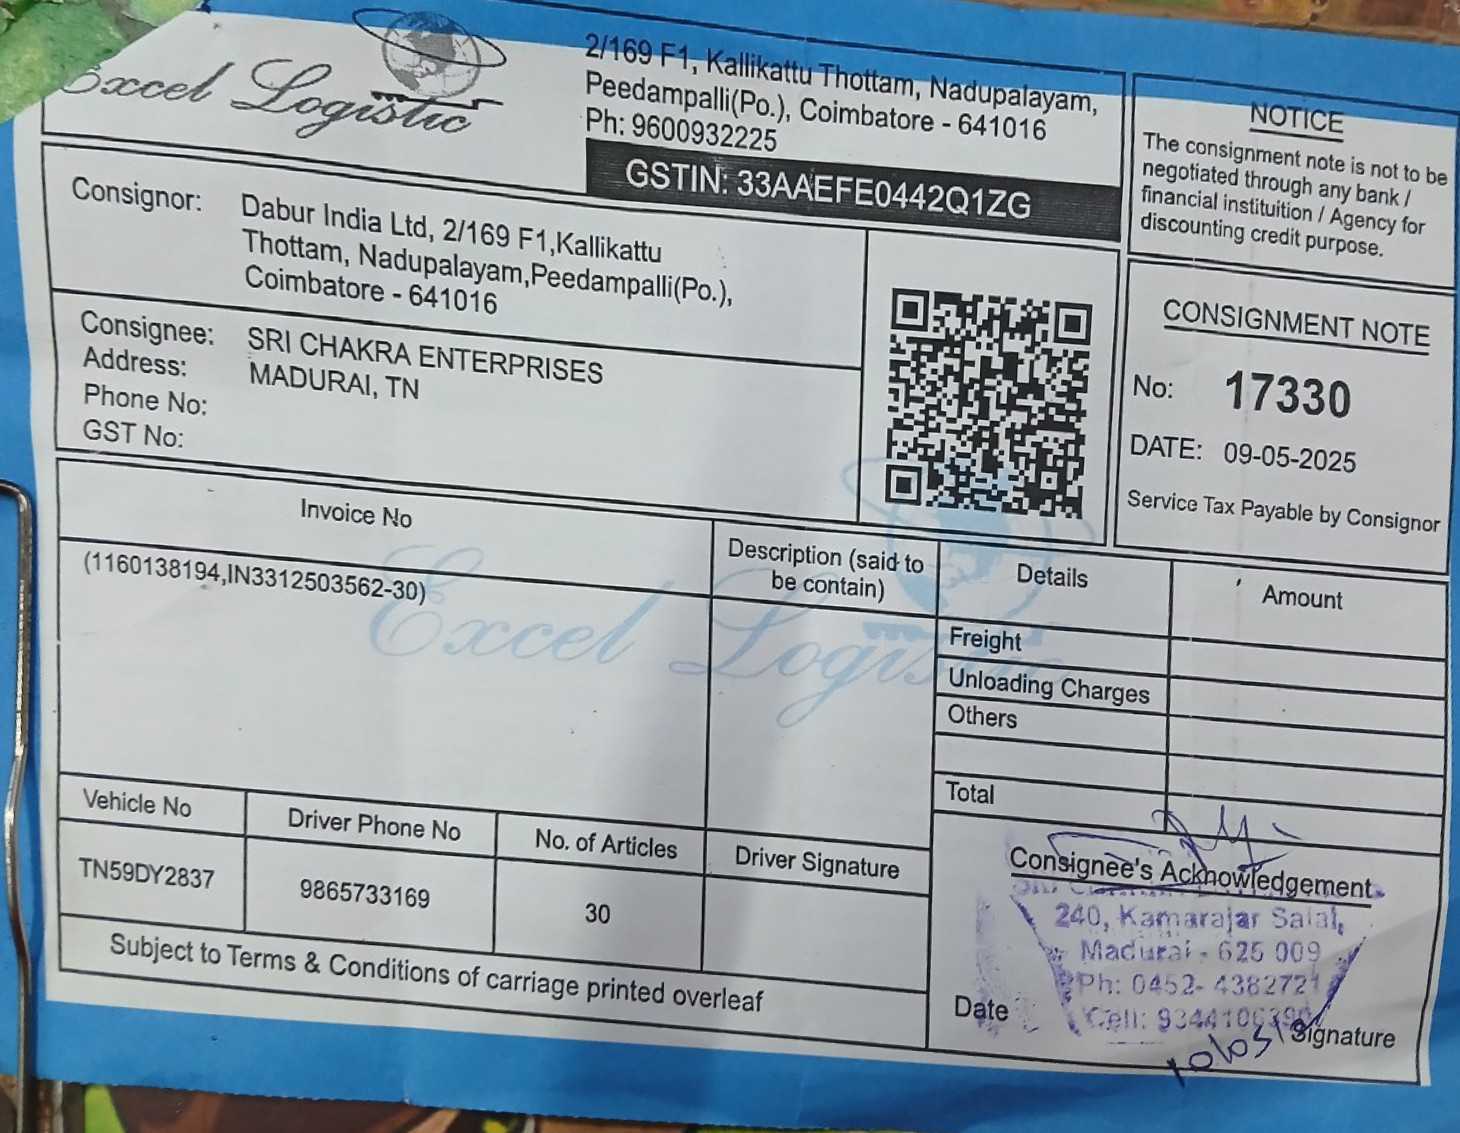 Excel Logistic
2/169 F1, Kallikattu Thottam, Nadupalayam,
Peedampalli(Po.), Coimbatore - 641016
Ph: 9600932225
GSTIN: 33AAEFE0442Q1ZG
NOTICE
The consignment note is not to be
negotiated through any bank /
financial instituition / Agency for
discounting credit purpose.
Consignor: Dabur India Ltd, 2/169 F1,Kallikattu
Thottam, Nadupalayam,Peedampalli(Po.),
Coimbatore - 641016
Consignee: SRI CHAKRA ENTERPRISES
Address: MADURAI, TN
Phone No:
GST No:
CONSIGNMENT NOTE
No: 17330
DATE: 09-05-2025
Service Tax Payable by Consignor
Invoice No
Description (said to
be contain)
Details
Amount
(1160138194,IN3312503562-30)
Excel Logistic
Freight
Unloading Charges
Others
Total
Vehicle No
Driver Phone No
No. of Articles
Driver Signature
TN59DY2837
9865733169
30
Subject to Terms & Conditions of carriage printed overleaf
Consignee's Acknowledgement
240, Kamarajar Salai,
Madurai - 625 009
Ph: 0452- 4382721
Cell:
Date
Signature